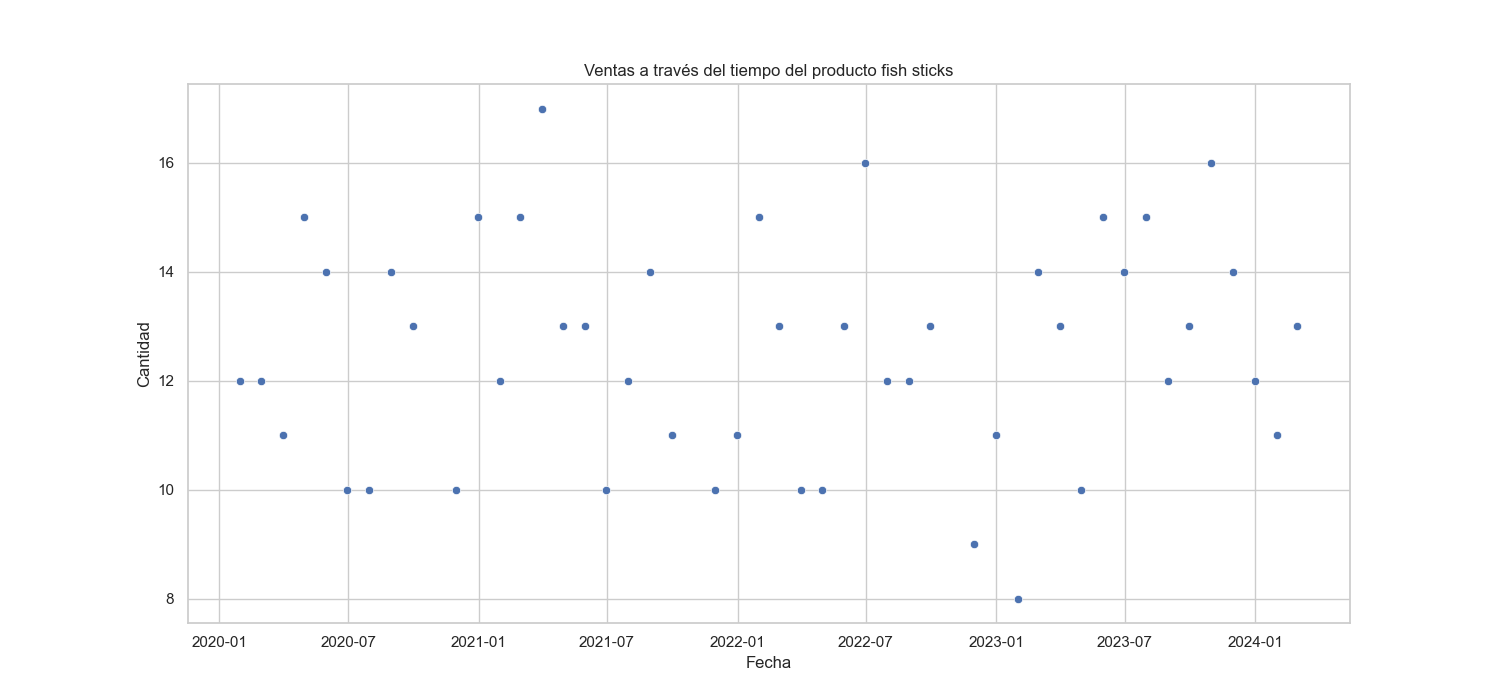 Ventas a través del tiempo del producto fish sticks
Cantidad
16
14
12
10
8
2020-01 2020-07 2021-01 2021-07 2022-01 2022-07 2023-01 2023-07 2024-01
Fecha